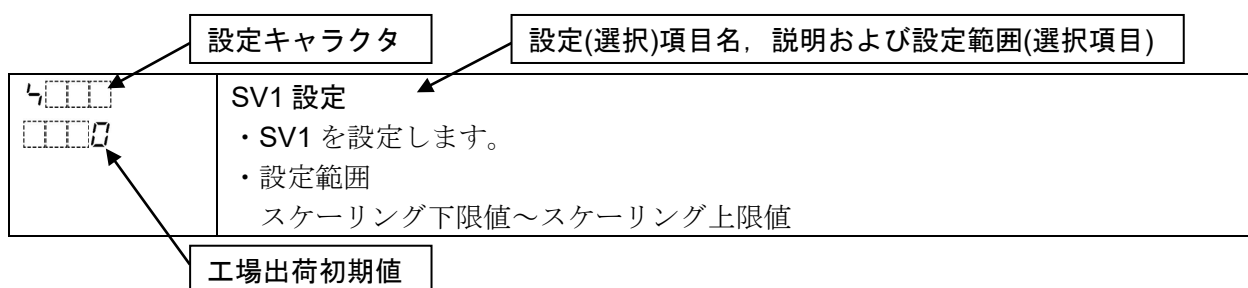 設定キャラクタ
設定(選択)項目名，説明および設定範囲(選択項目)
SV1 設定
0
・SV1 を設定します。
・設定範囲
スケーリング下限値～スケーリング上限値
工場出荷初期値